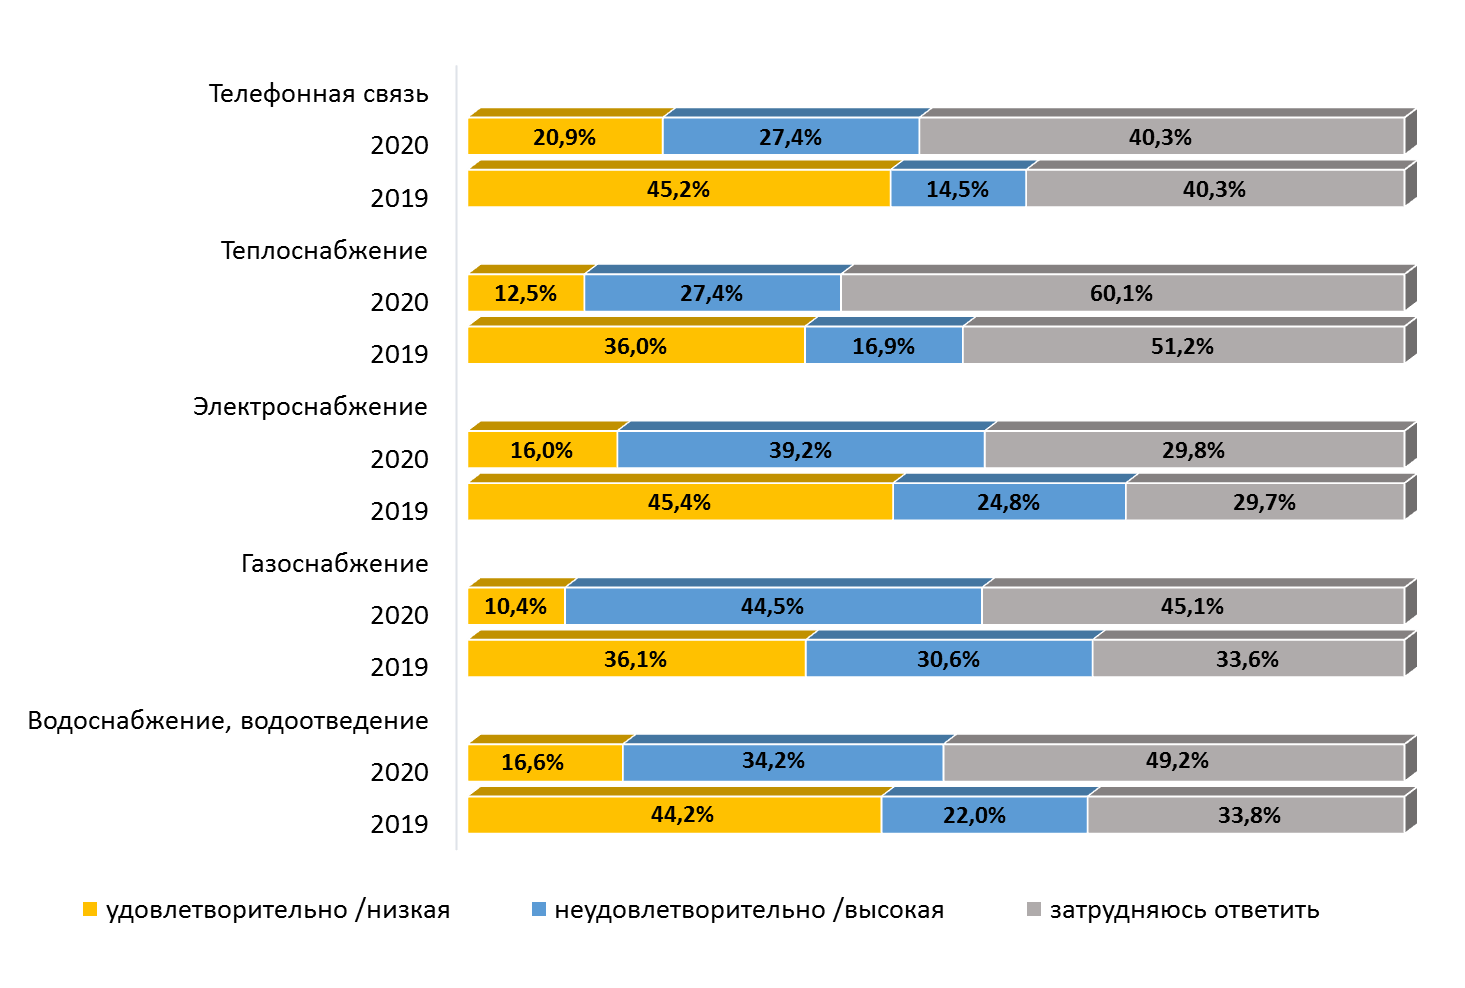 Телефонная связь
2020 20,9% 27,4% 40,3%
2019 45,2% 14,5% 40,3%
Теплоснабжение
2020 12,5% 27,4% 60,1%
2019 36,0% 16,9% 51,2%
Электроснабжение
2020 16,0% 39,2% 29,8%
2019 45,4% 24,8% 29,7%
Газоснабжение
2020 10,4% 44,5% 45,1%
2019 36,1% 30,6% 33,6%
Водоснабжение, водоотведение
2020 16,6% 34,2% 49,2%
2019 44,2% 22,0% 33,8%
удовлетворительно /низкая неудовлетворительно /высокая затрудняюсь ответить